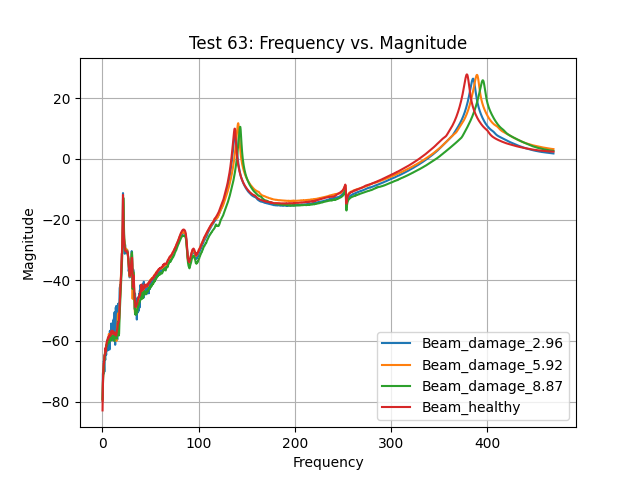 Test 63: Frequency vs. Magnitude
Magnitude
20
0
−20
−40
−60
−80
0
100
200
300
400
Frequency
Beam_damage_2.96
Beam_damage_5.92
Beam_damage_8.87
Beam_healthy